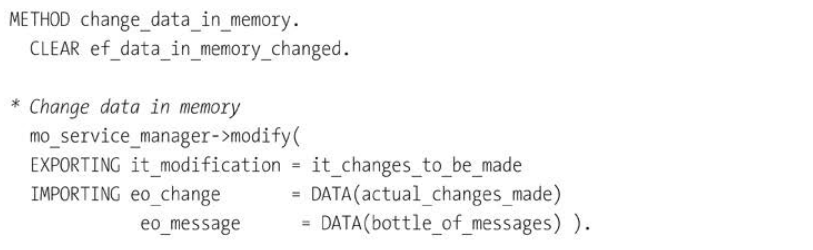 METHOD change_data_in_memory.
CLEAR ef_data_in_memory_changed.
* Change data in memory
mo_service_manager->modify(
EXPORTING it_modification = it_changes_to_be_made
IMPORTING eo_change = DATA(actual_changes_made)
eo_message = DATA(bottle_of_messages) ).